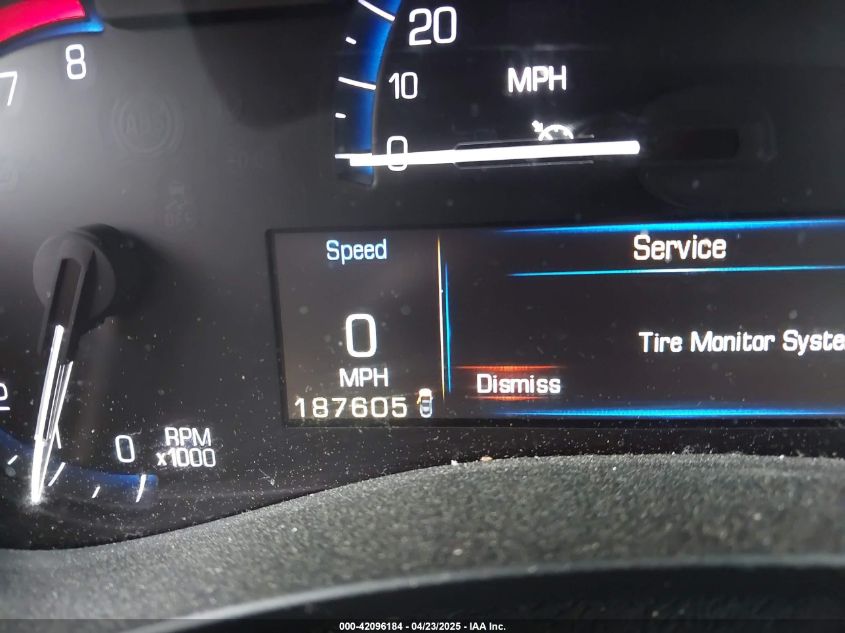 20
8
7
10
MPH
0
Speed
Service
0
Tire Monitor Syste
MPH
Dismiss
187605
0 RPM
x1000
000-42096184 - 04/23/2025 - IAA Inc.